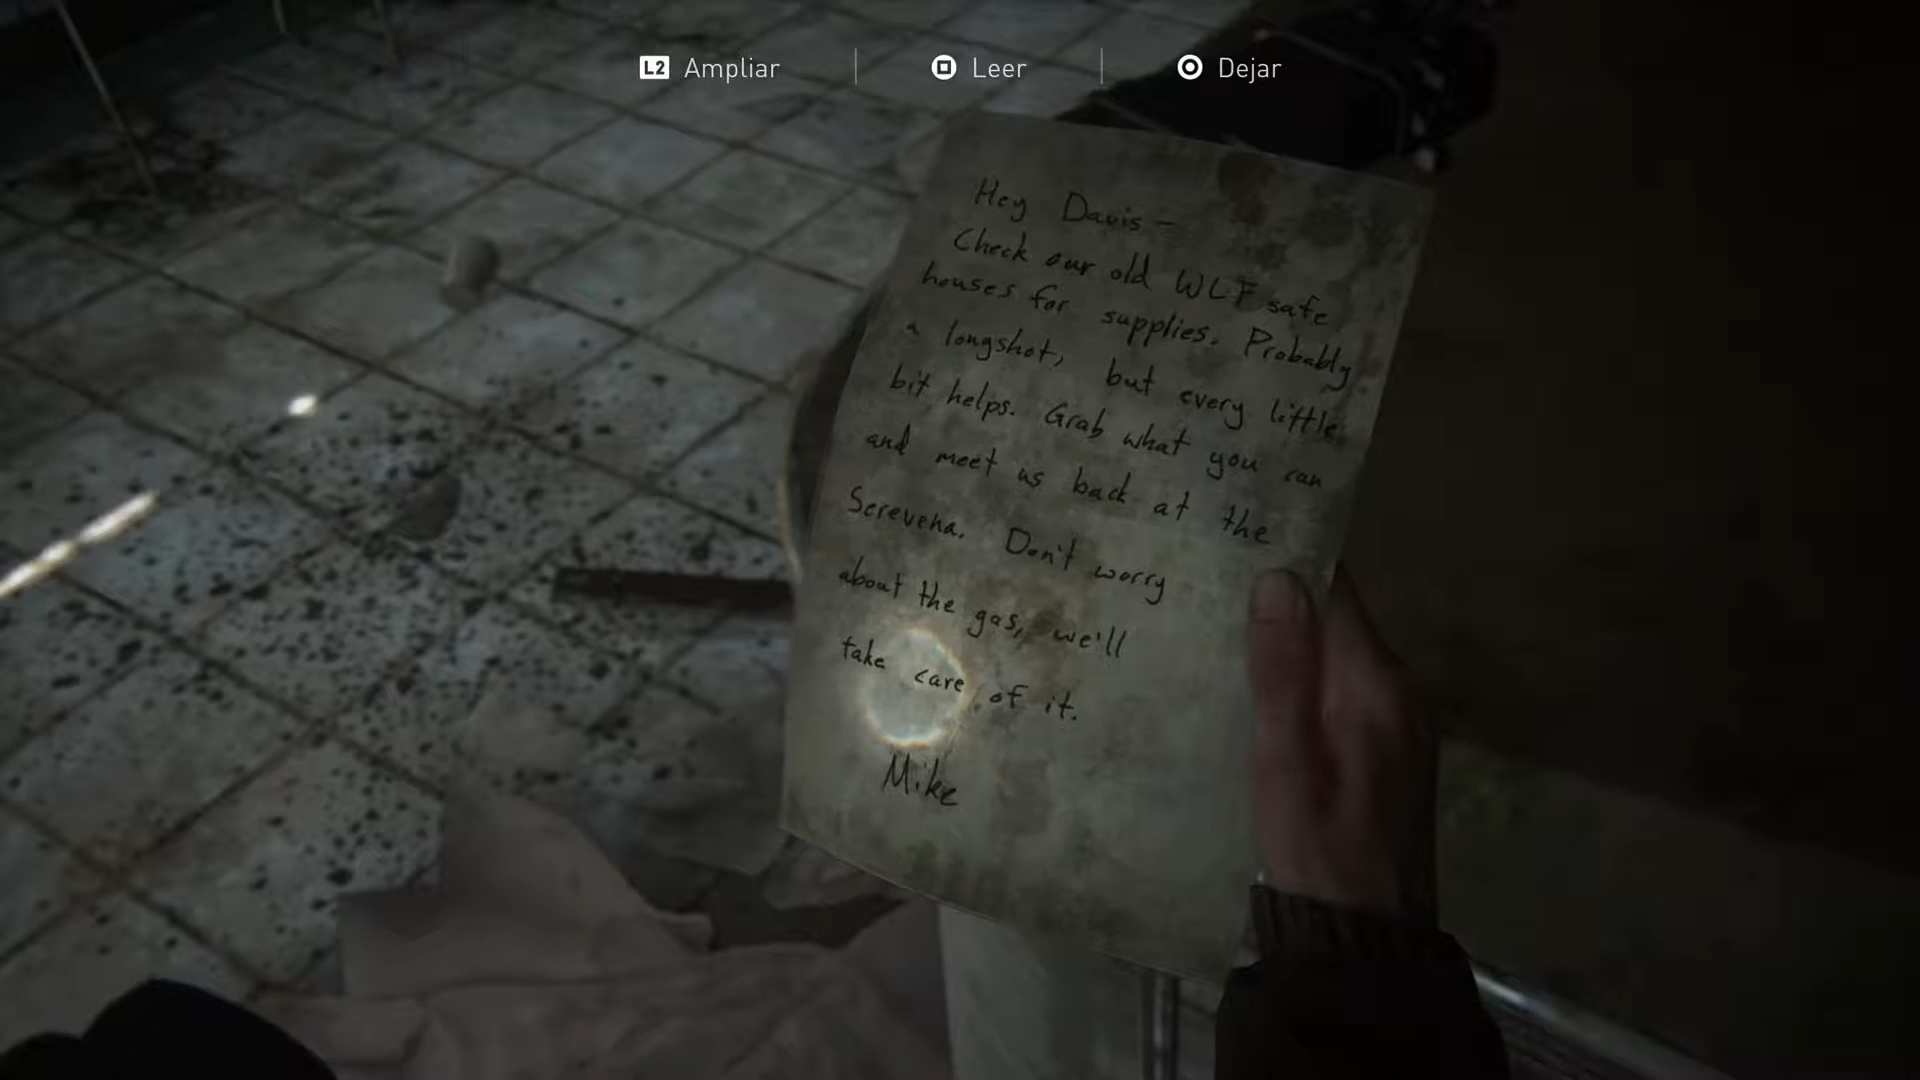 L2 Ampliar
Leer
Dejar
Hey Davis –
Check our old WLF safe
houses for supplies. Probably
a longshot, but every little
bit helps. Grab what you can
and meet us back at the
Serevena. Don't worry
about the gas, we'll
take care of it.
Mike